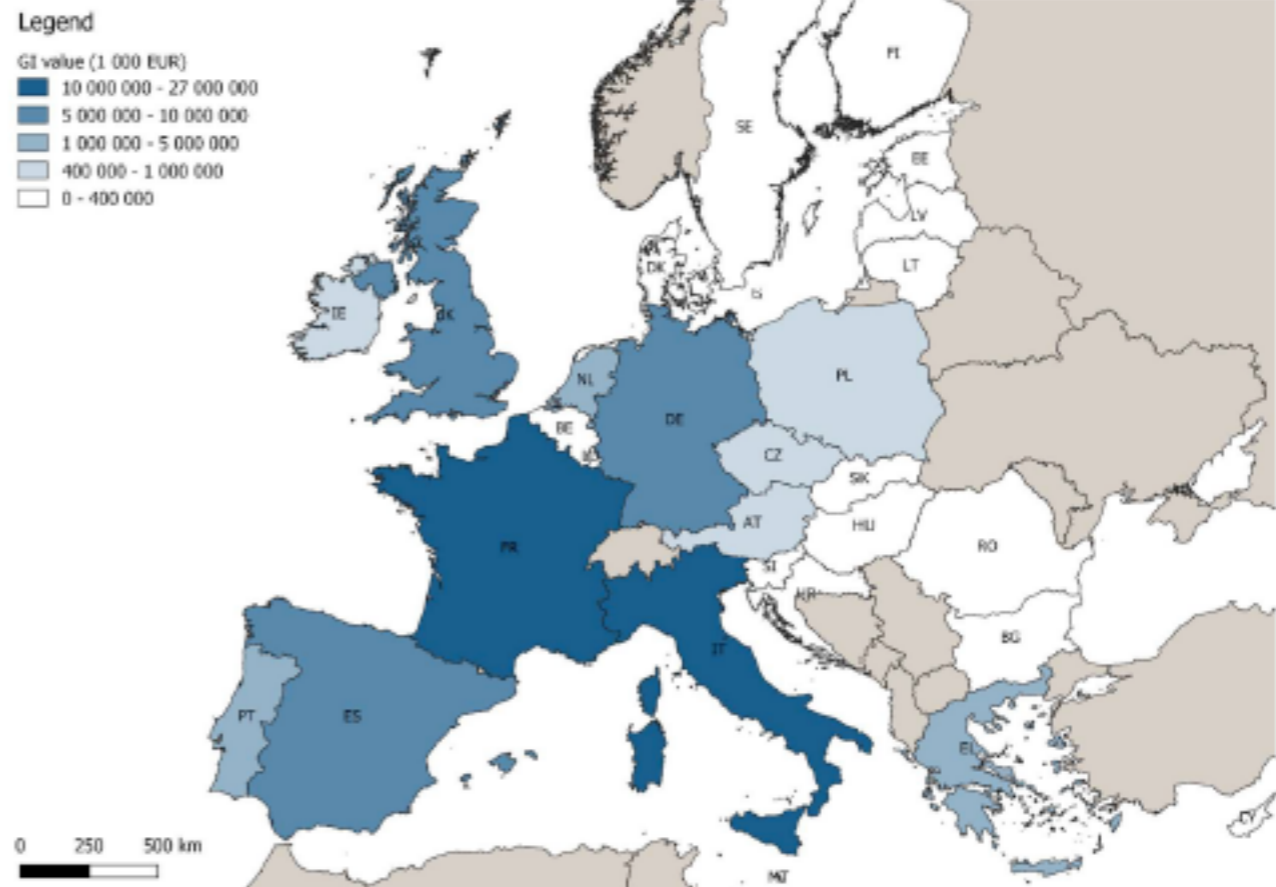 Legend
GI value (1 000 EUR)
10 000 000 - 27 000 000
5 000 000 - 10 000 000
1 000 000 - 5 000 000
400 000 - 1 000 000
0 - 400 000
FI
SE
EE
LV
LT
DK
IE
UK
NL
PL
DE
BE
CZ
SK
AT
HU
FR
RO
SI
HR
BG
IT
PT
ES
EL
CY
MT
0 250 500 km